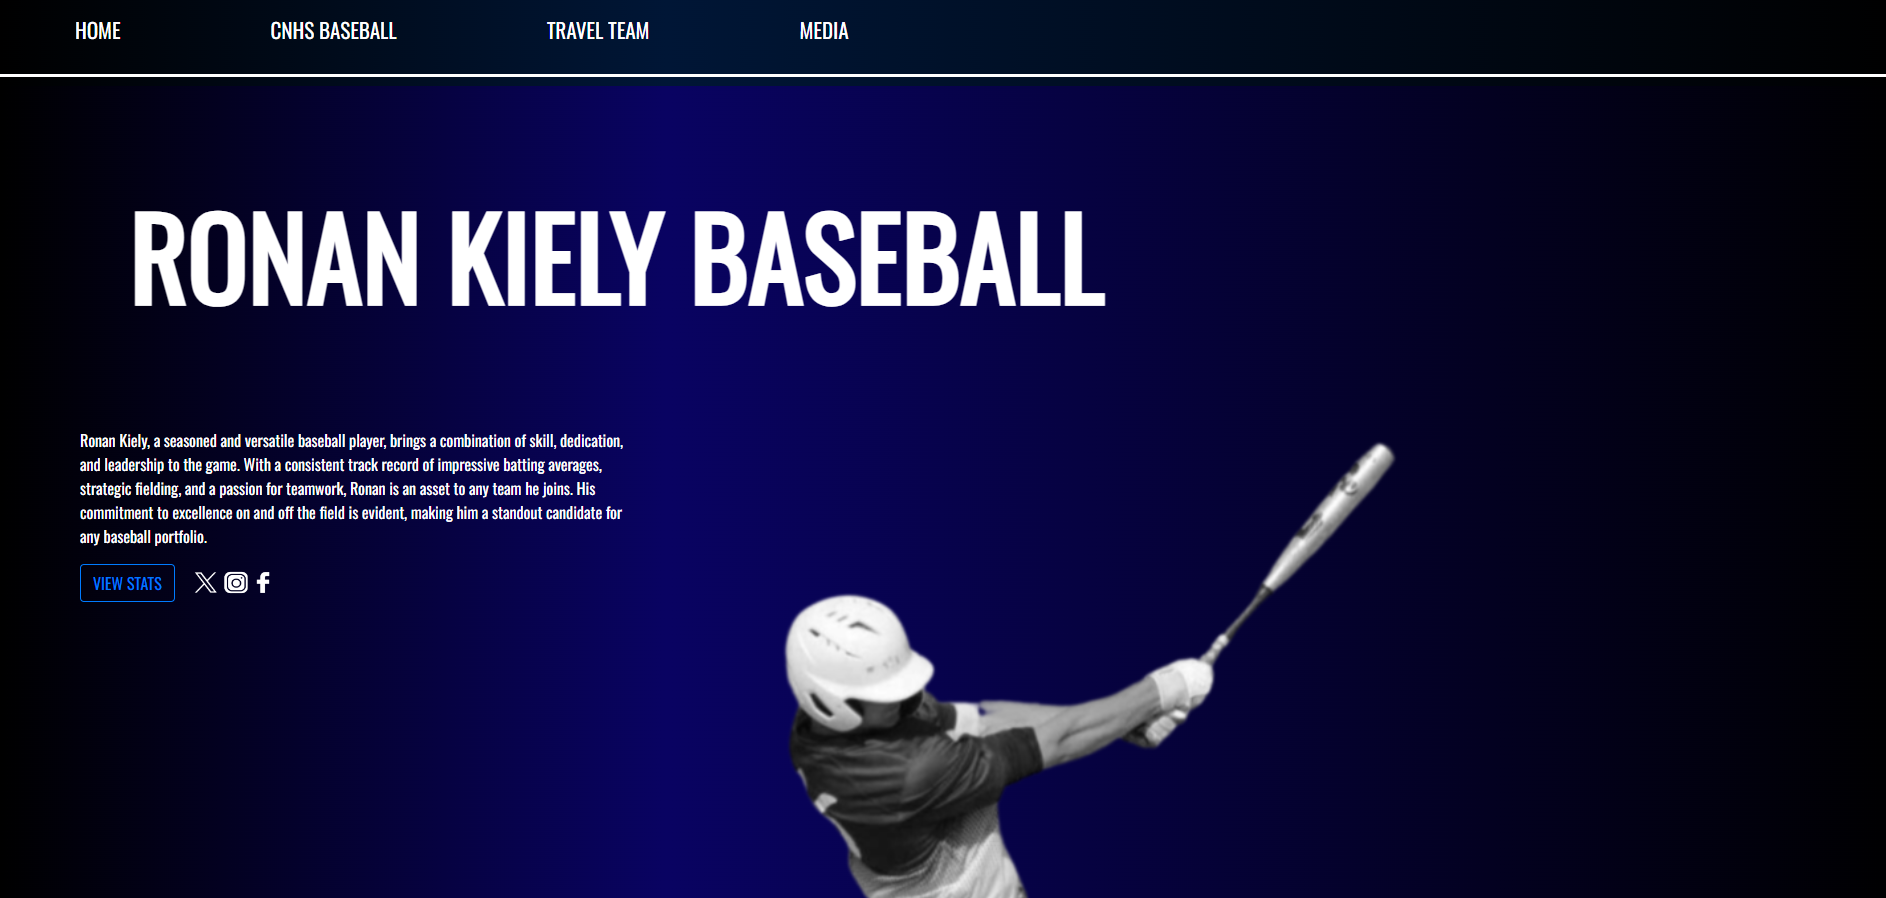 HOME CNHS BASEBALL TRAVEL TEAM MEDIA
RONAN KIELY BASEBALL
Ronan Kiely, a seasoned and versatile baseball player, brings a combination of skill, dedication,
and leadership to the game. With a consistent track record of impressive batting averages,
strategic fielding, and a passion for teamwork, Ronan is an asset to any team he joins. His
commitment to excellence on and off the field is evident, making him a standout candidate for
any baseball portfolio.
VIEW STATS